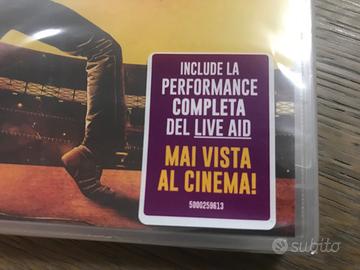 INCLUDE LA
PERFORMANCE
COMPLETA
DEL LIVE AID
MAI VISTA
AL CINEMA!
5000259613
subito